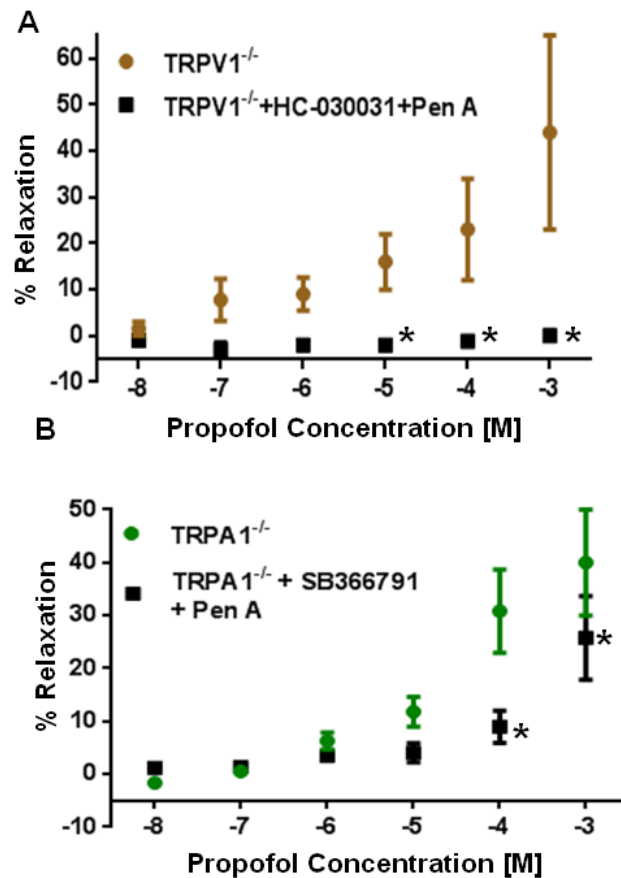 A
60
50
40
30
20
10
0
-10
% Relaxation
TRPV1-/-
TRPV1-/-+HC-030031+Pen A
* * *
-8 -7 -6 -5 -4 -3
Propofol Concentration [M]
B
50
40
30
20
10
0
-10
% Relaxation
TRPA1-/-
TRPA1-/- + SB366791
+ Pen A
*
*
-8 -7 -6 -5 -4 -3
Propofol Concentration [M]